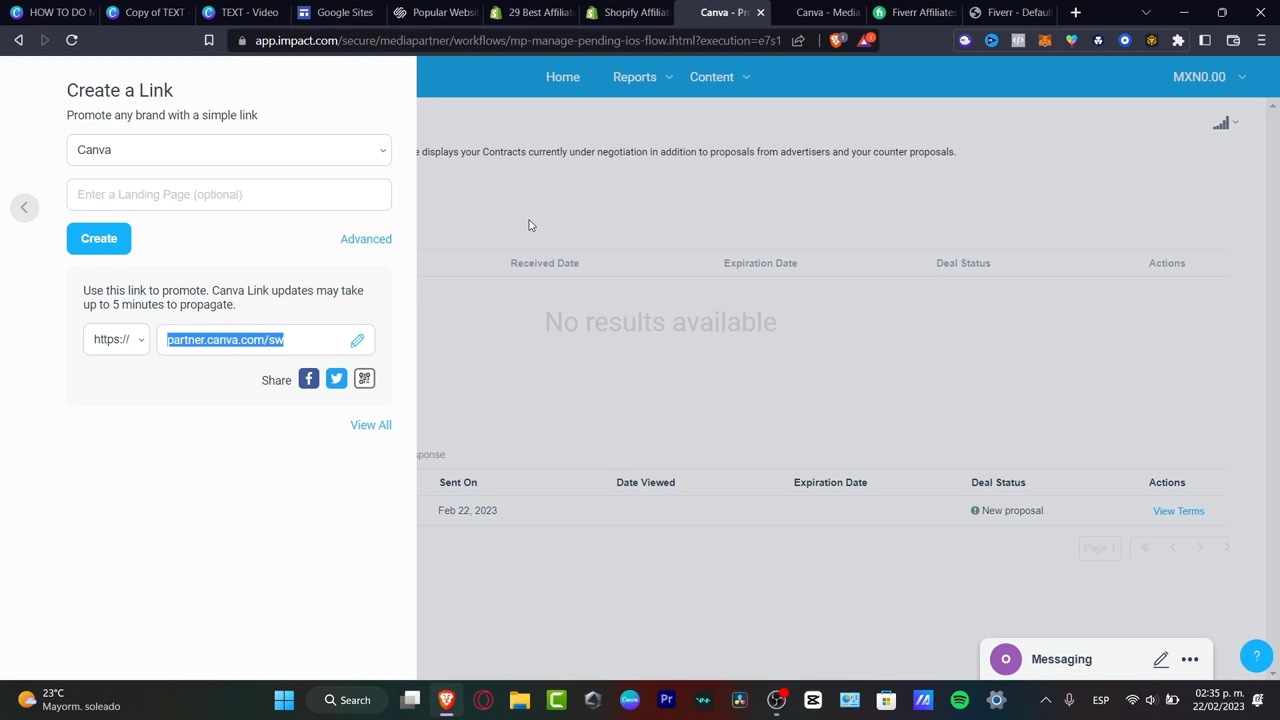 HOW TO DO M
Copy of TEXT
TEXT - Video
Google Sites
Popular Websi
29 Best Affiliat
Shopify Affiliat
Canva - Pr
Canva - Media
Fiverr Affiliates
Fiverr - Defaul
app.impact.com/secure/mediapartner/workflows/mp-manage-pending-ios-flow.ihtml?execution=e7s1
Create a Link
Promote any brand with a simple link
Canva
Enter a Landing Page (optional)
Create
Advanced
Use this link to promote. Canva Link updates may take
up to 5 minutes to propagate.
https://
partner.canva.com/sw
Share
View All
Home
Reports
Content
MXN0.00
e displays your Contracts currently under negotiation in addition to proposals from advertisers and your counter proposals.
Received Date
Expiration Date
Deal Status
Actions
No results available
sponse
Sent On
Date Viewed
Expiration Date
Deal Status
Actions
Feb 22, 2023
New proposal
View Terms
Page 1
O
Messaging
?
23°C
Mayorm. soleado
Search
Canva
Pr
ESP
02:35 p. m.
22/02/2023